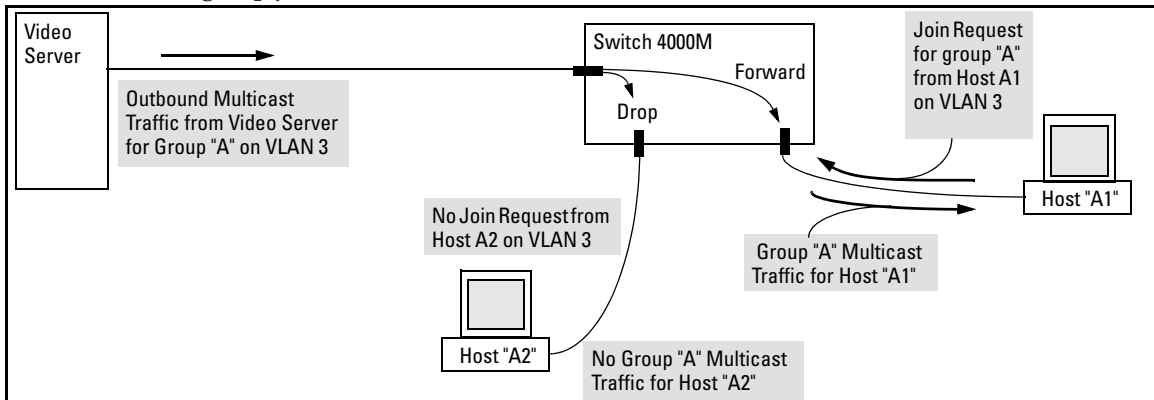 Video
Server
Outbound Multicast
Traffic from Video Server
for Group "A" on VLAN 3
Switch 4000M
Forward
Drop
Join Request
for group "A"
from Host A1
on VLAN 3
Host "A1"
No Join Request from
Host A2 on VLAN 3
Group "A" Multicast
Traffic for Host "A1"
Host "A2"
No Group "A" Multicast
Traffic for Host "A2"